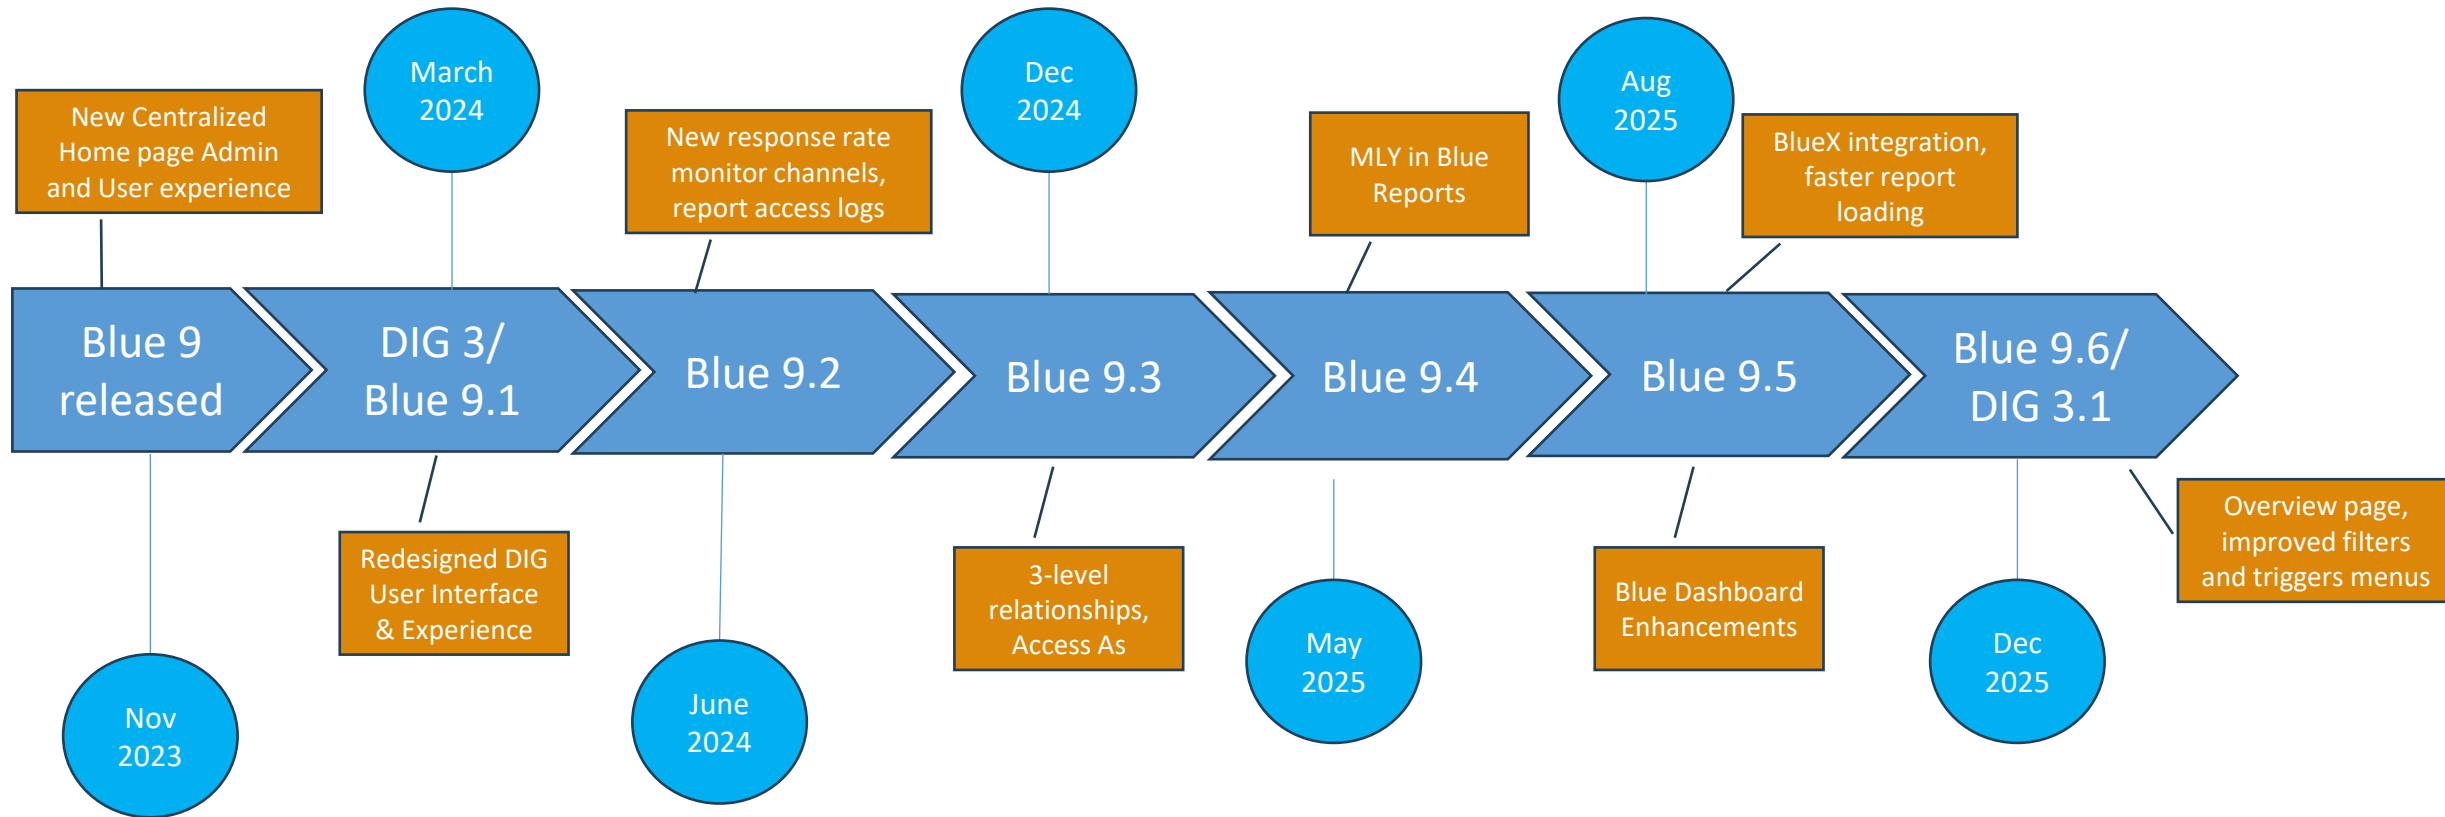 March
2024
Dec
2024
Aug
2025
New Centralized
Home page Admin
and User experience
New response rate
monitor channels,
report access logs
MLY in Blue
Reports
BlueX integration,
faster report
loading
Blue 9
released
DIG 3/
Blue 9.1
Blue 9.2
Blue 9.3
Blue 9.4
Blue 9.5
Blue 9.6/
DIG 3.1
Redesigned DIG
User Interface
& Experience
3-level
relationships,
Access As
Blue Dashboard
Enhancements
Overview page,
improved filters
and triggers menus
Nov
2023
June
2024
May
2025
Dec
2025